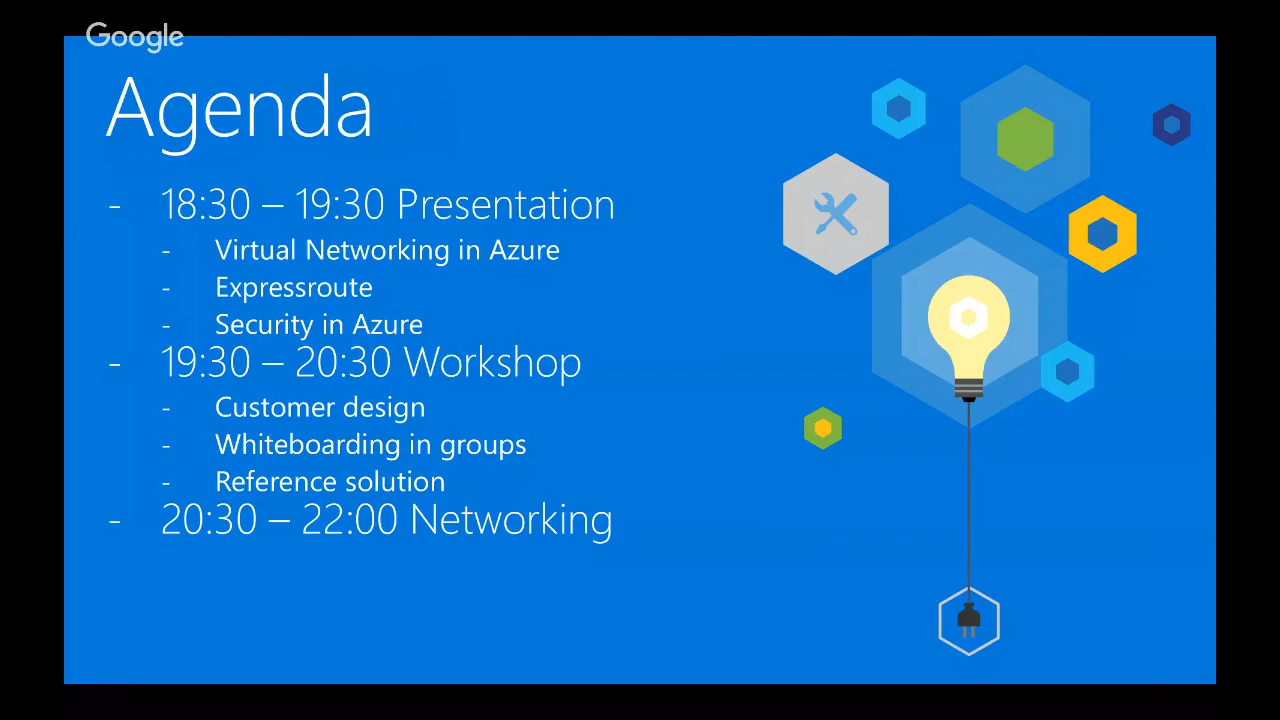 Google
Agenda
- 18:30 – 19:30 Presentation
- Virtual Networking in Azure
- Expressroute
- Security in Azure
- 19:30 – 20:30 Workshop
- Customer design
- Whiteboarding in groups
- Reference solution
- 20:30 – 22:00 Networking